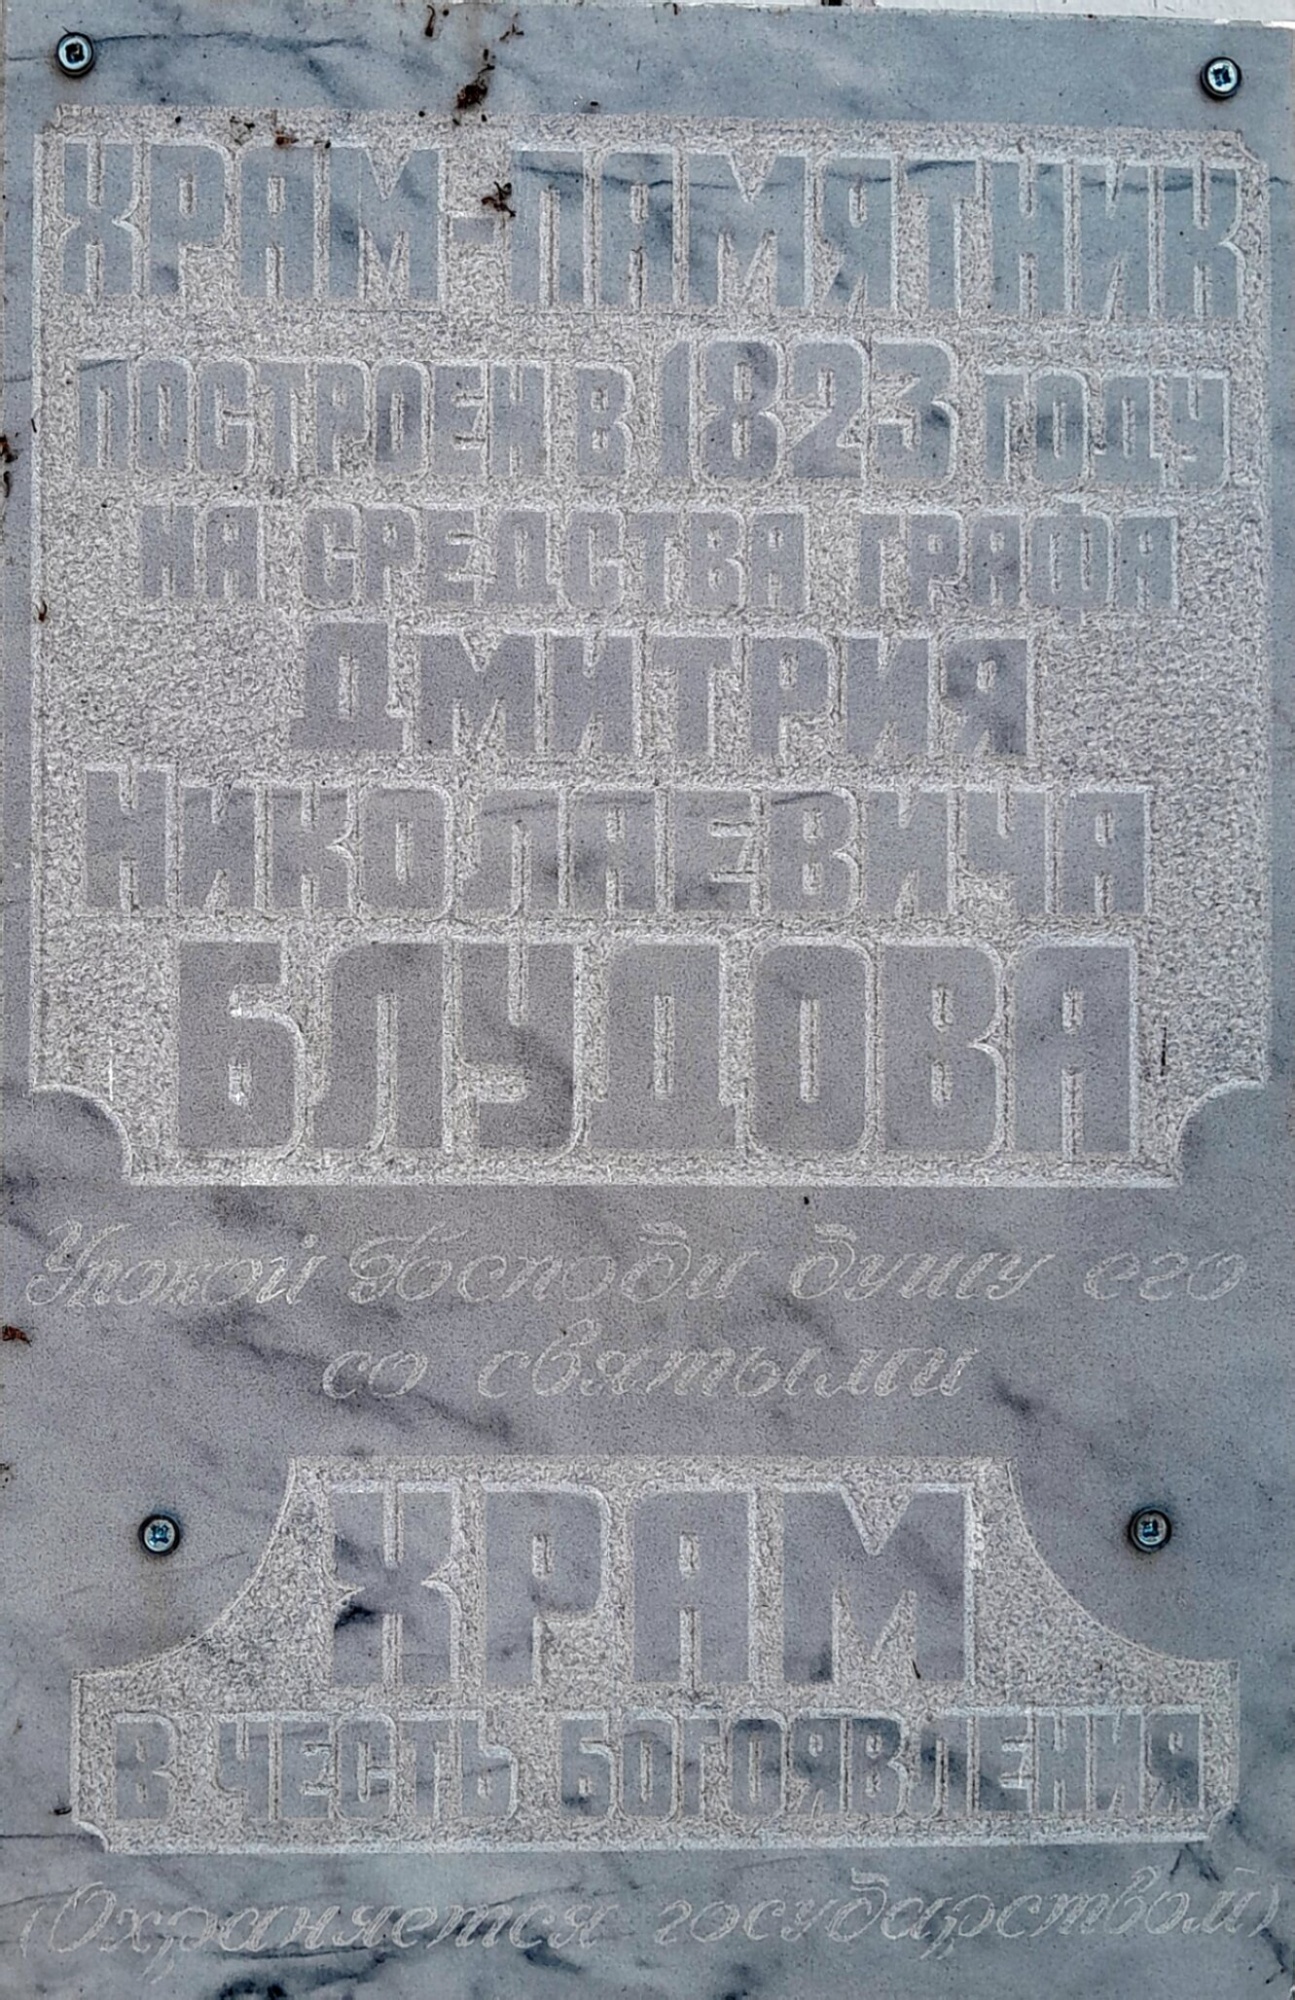 ХРАМ-ПАМЯТНИК
ПОСТРОЕН В 1823 ГОДУ
НА СРЕДСТВА ГРАФА
ДМИТРИЯ
НИКОЛАЕВИЧА
БЛУДОВА
Упокой Господи душу его
со святыми
ХРАМ
В ЧЕСТЬ БОГОЯВЛЕНИЯ
(Охраняется государством)